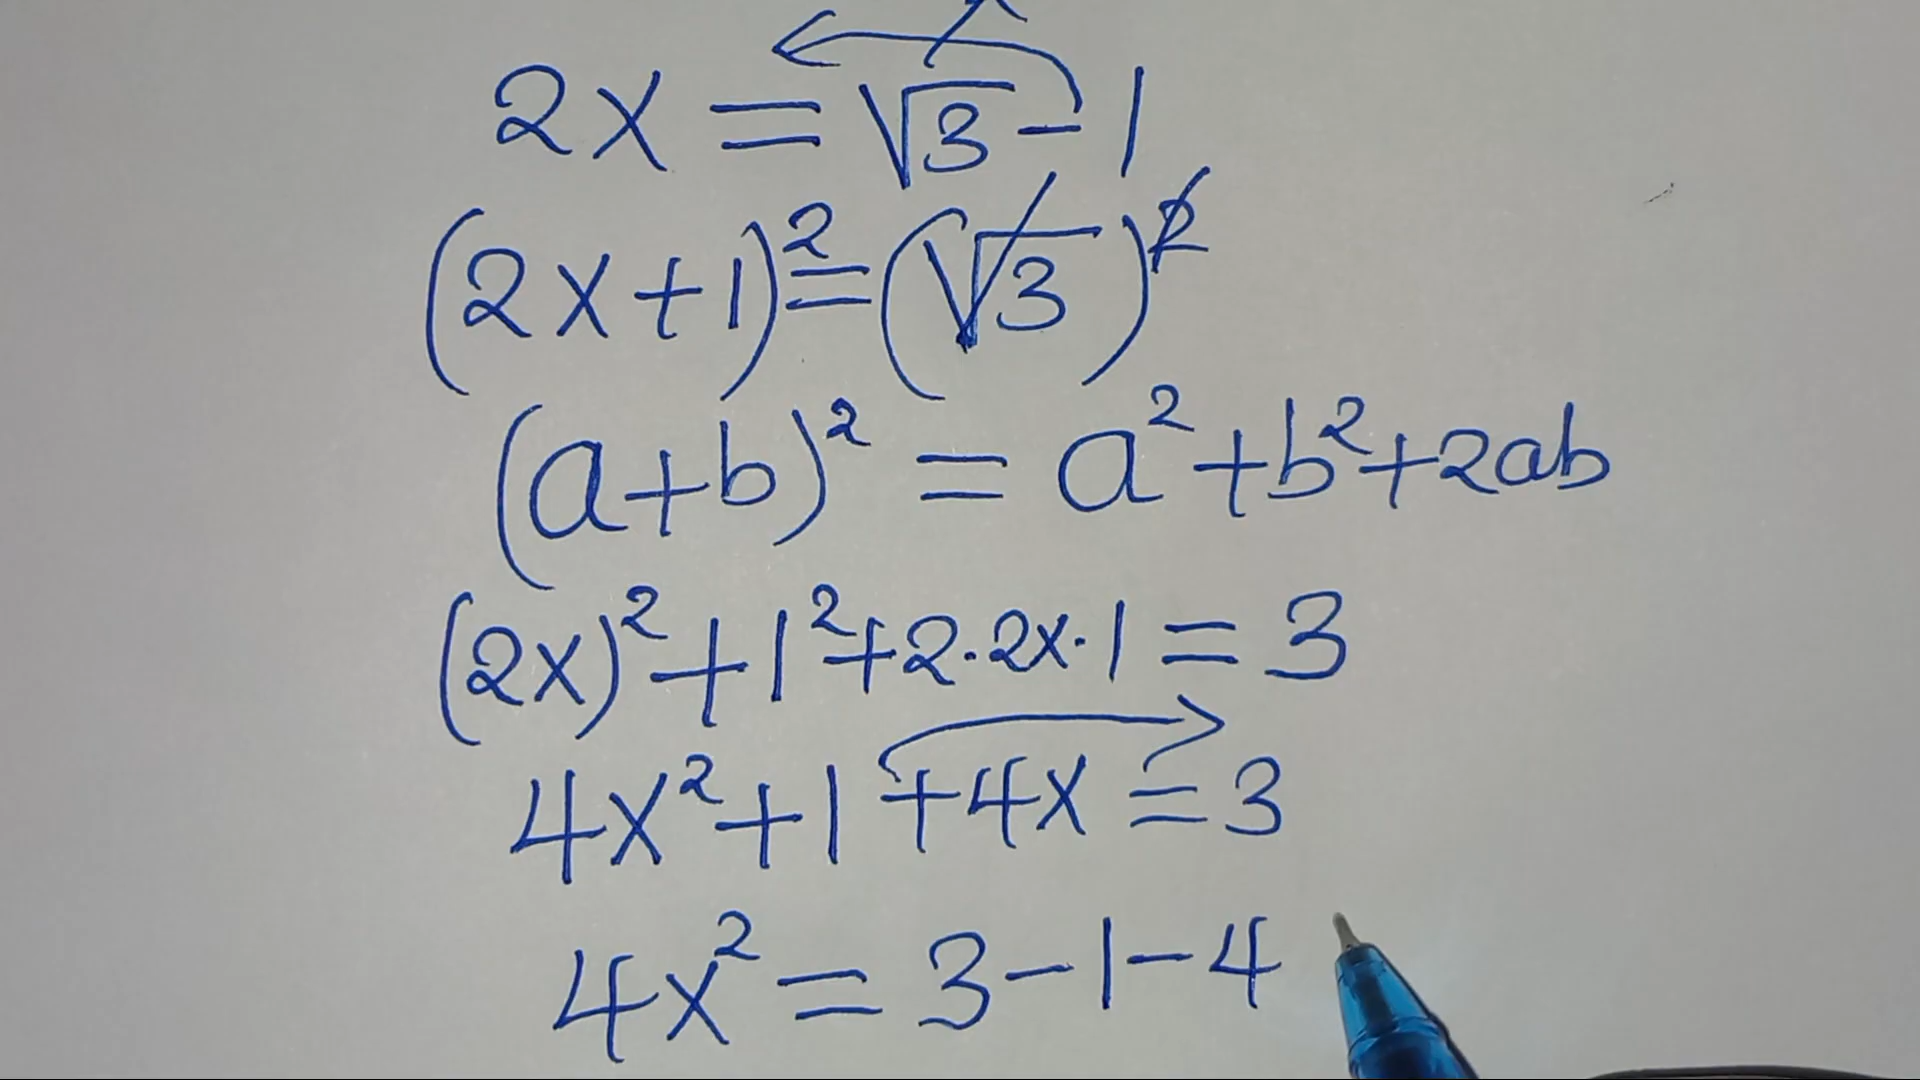 2x = √3 - 1
(2x+1)² = (√3)²
(a+b)² = a² + b² + 2ab
(2x)² + 1² + 2·2x·1 = 3
4x² + 1 + 4x = 3
4x² = 3 - 1 - 4